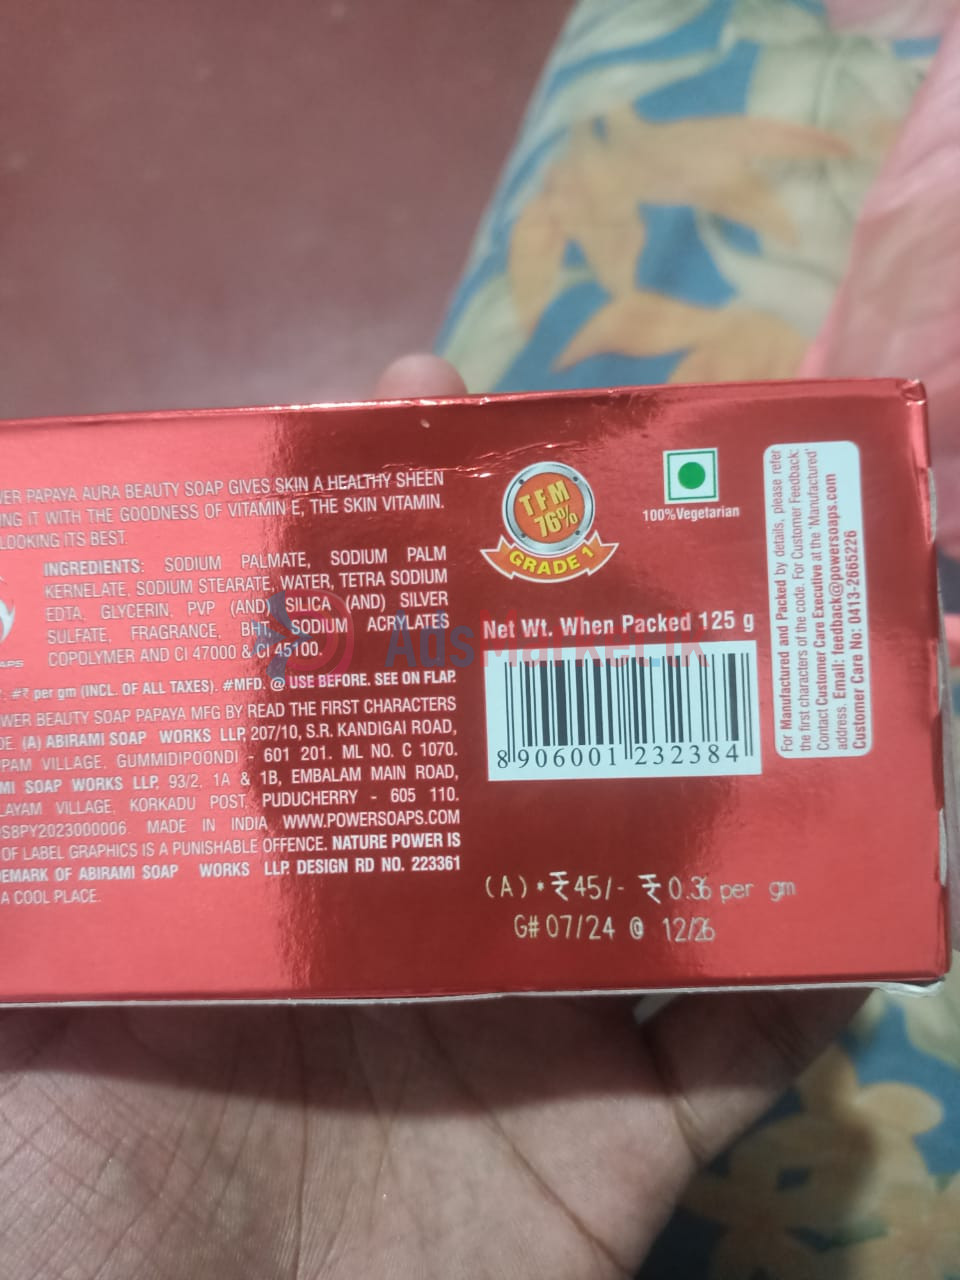 WER PAPAYA AURA BEAUTY SOAP GIVES SKIN A HEALTHY SHEEN
ING IT WITH THE GOODNESS OF VITAMIN E, THE SKIN VITAMIN.
LOOKING ITS BEST.
INGREDIENTS: SODIUM PALMATE, SODIUM PALM
KERNELATE, SODIUM STEARATE, WATER, TETRA SODIUM
EDTA, GLYCERIN, PVP (AND) SILICA (AND) SILVER
SULFATE, FRAGRANCE, BHT, SODIUM ACRYLATES
COPOLYMER AND CI 47000 & CI 45100.
APS
#₹ per gm (INCL. OF ALL TAXES). #MFD. @ USE BEFORE. SEE ON FLAP.
WER BEAUTY SOAP PAPAYA MFG BY READ THE FIRST CHARACTERS
DE. (A) ABIRAMI SOAP WORKS LLP, 207/10, S.R. KANDIGAI ROAD,
PAM VILLAGE, GUMMIDIPOONDI - 601 201. ML NO. C 1070.
MI SOAP WORKS LLP, 93/2, 1A & 1B, EMBALAM MAIN ROAD,
LAYAM VILLAGE, KORKADU POST, PUDUCHERRY - 605 110.
S8PY2023000006. MADE IN INDIA. WWW.POWERSOAPS.COM
OF LABEL GRAPHICS IS A PUNISHABLE OFFENCE. NATURE POWER IS
EMARK OF ABIRAMI SOAP WORKS LLP. DESIGN RD NO. 223361
A COOL PLACE.
TFM
76%
GRADE 1
100%Vegetarian
Net Wt. When Packed 125 g
8 906001 232384
(A) • ₹45/- ₹0.36 per gm
G# 07/24 @ 12/26
For Manufactured and Packed by details, please refer
the first characters of the code. For Customer Feedback:
Contact Customer Care Executive at the 'Manufactured'
address. Email: feedback@powersoaps.com
Customer Care No: 0413-2665226
AdsMarket.lk